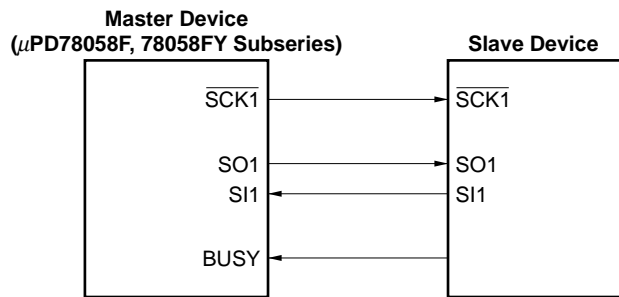 Master Device
(μPD78058F, 78058FY Subseries) Slave Device
SCK1 SCK1
SO1 SO1
SI1 SI1
BUSY